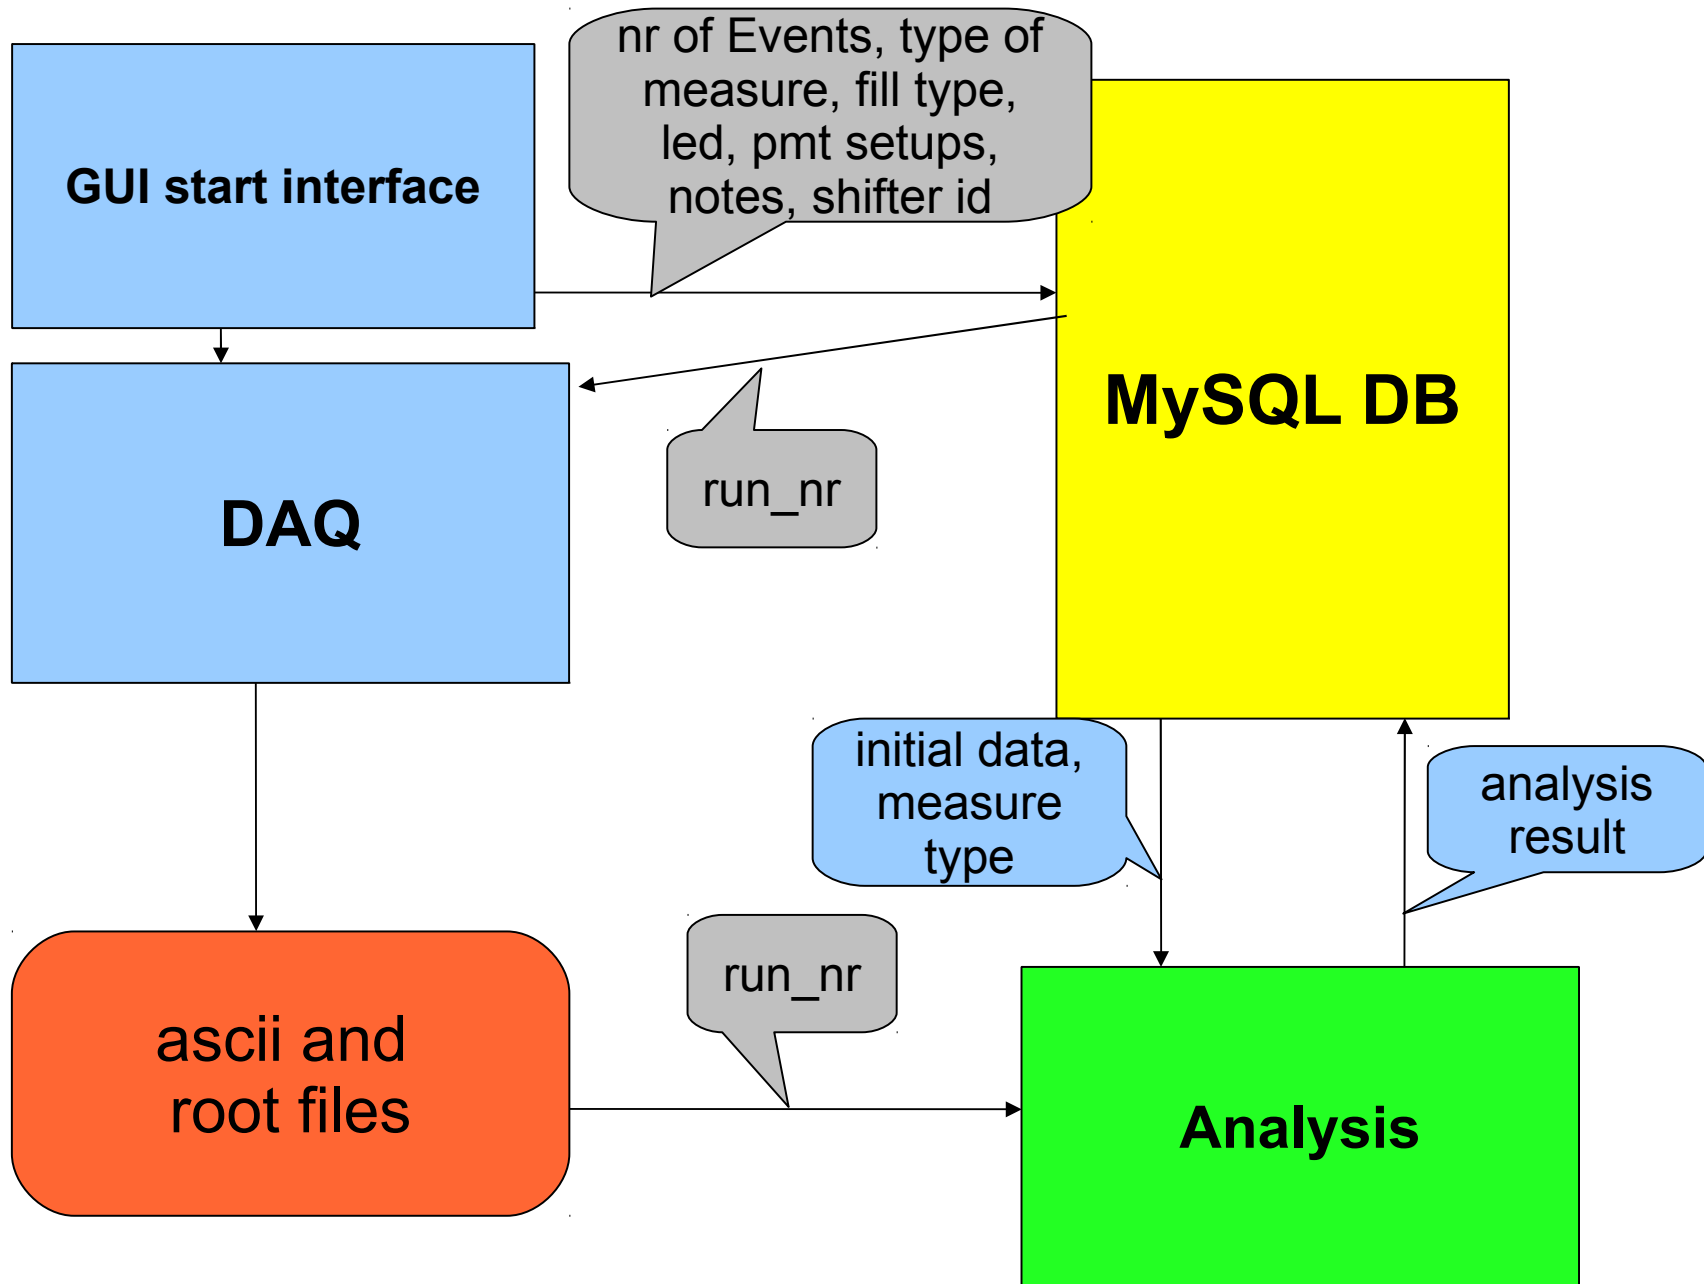 nr of Events, type of
measure, fill type,
led, pmt setups,
notes, shifter id
GUI start interface
MySQL DB
DAQ
run_nr
initial data,
measure
type
analysis
result
run_nr
ascii and
root files
Analysis